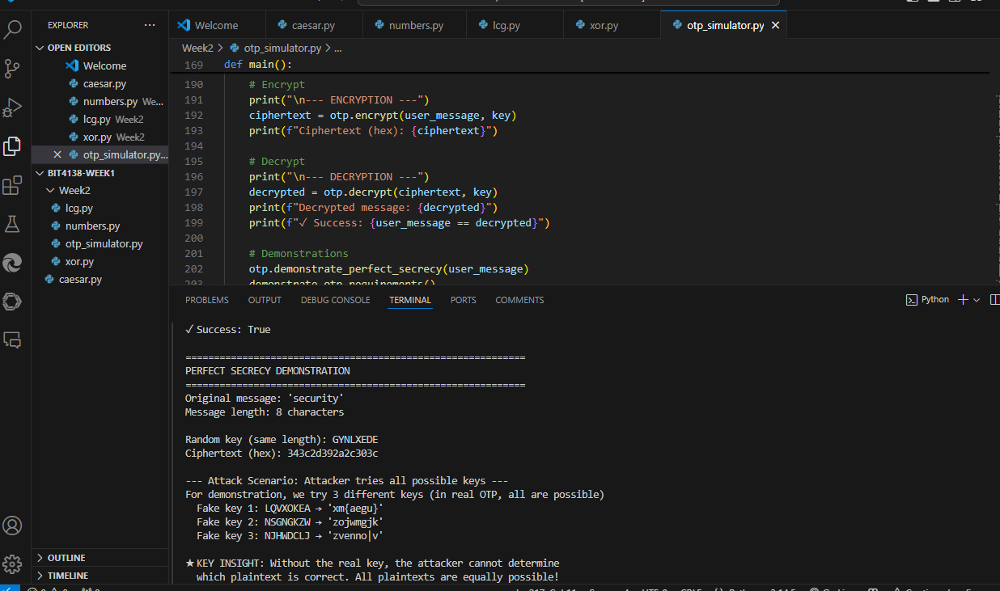 EXPLORER ...
OPEN EDITORS
Welcome
caesar.py
numbers.py We...
lcg.py Week2
xor.py Week2
otp_simulator.py...
BIT4138-WEEK1
Week2
lcg.py
numbers.py
otp_simulator.py
xor.py
caesar.py
OUTLINE
TIMELINE
Welcome caesar.py numbers.py lcg.py xor.py otp_simulator.py
Week2 > otp_simulator.py > ...
169 def main():
190 # Encrypt
191 print("\n--- ENCRYPTION ---")
192 ciphertext = otp.encrypt(user_message, key)
193 print(f"Ciphertext (hex): {ciphertext}")
194
195 # Decrypt
196 print("\n--- DECRYPTION ---")
197 decrypted = otp.decrypt(ciphertext, key)
198 print(f"Decrypted message: {decrypted}")
199 print(f"✓ Success: {user_message == decrypted}")
200
201 # Demonstrations
202 otp.demonstrate_perfect_secrecy(user_message)
203 demonstrate_otp_requirements()
PROBLEMS OUTPUT DEBUG CONSOLE TERMINAL PORTS COMMENTS
Python
✓ Success: True
============================================================
PERFECT SECRECY DEMONSTRATION
============================================================
Original message: 'security'
Message length: 8 characters
Random key (same length): GYNLXEDE
Ciphertext (hex): 343c2d392a2c303c
--- Attack Scenario: Attacker tries all possible keys ---
For demonstration, we try 3 different keys (in real OTP, all are possible)
Fake key 1: LQVXOKEA → 'xm{aegu}'
Fake key 2: NSGNGKZW → 'zojwmgjk'
Fake key 3: NJHWDCLJ → 'zvenno|v'
★ KEY INSIGHT: Without the real key, the attacker cannot determine
which plaintext is correct. All plaintexts are equally possible!